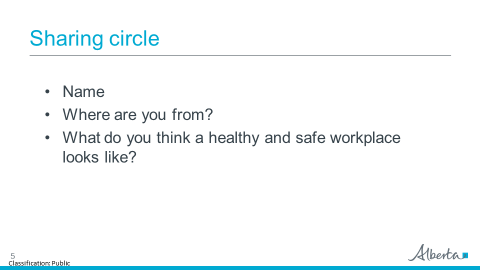 Sharing circle
• Name
• Where are you from?
• What do you think a healthy and safe workplace
looks like?
5
Classification: Public
Alberta